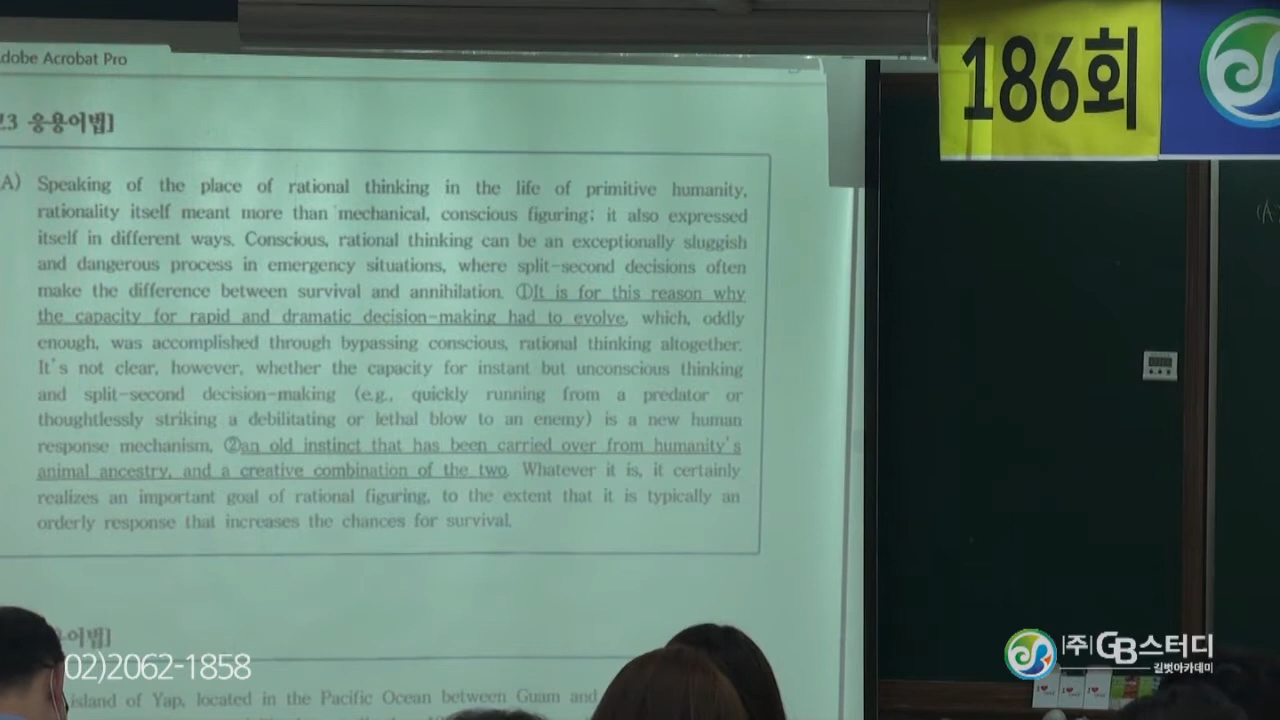 dobe Acrobat Pro
186회
3 응용어법]
A) Speaking of the place of rational thinking in the life of primitive humanity,
rationality itself meant more than mechanical, conscious figuring; it also expressed
itself in different ways. Conscious, rational thinking can be an exceptionally sluggish
and dangerous process in emergency situations, where split-second decisions often
make the difference between survival and annihilation. ①It is for this reason why
the capacity for rapid and dramatic decision-making had to evolve, which, oddly
enough, was accomplished through bypassing conscious, rational thinking altogether.
It's not clear, however, whether the capacity for instant but unconscious thinking
and split-second decision-making (e.g., quickly running from a predator or
thoughtlessly striking a debilitating or lethal blow to an enemy) is a new human
response mechanism, ②an old instinct that has been carried over from humanity's
animal ancestry, and a creative combination of the two. Whatever it is, it certainly
realizes an important goal of rational figuring, to the extent that it is typically an
orderly response that increases the chances for survival.
어법]
02)2062-1858
island of Yap, located in the Pacific Ocean between Guam and
(주)GB스터디
길벗아카데미